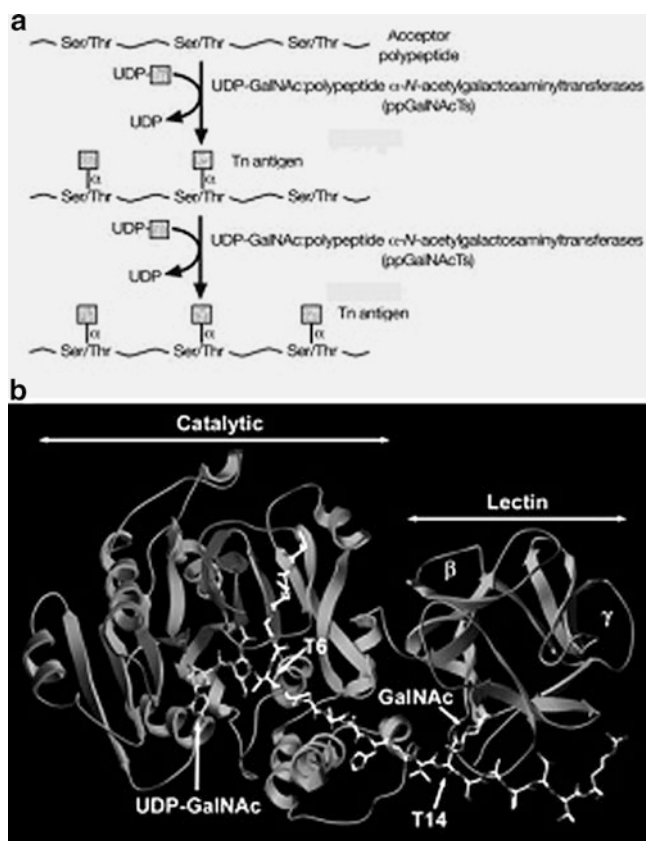 a
Ser/Thr Ser/Thr Ser/Thr Acceptor
polypeptide
UDP- UDP-GalNAc:polypeptide α-N-acetylgalactosaminyltransferases
(ppGalNAcTs)
UDP
Tn antigen
α α
Ser/Thr Ser/Thr Ser/Thr
UDP- UDP-GalNAc:polypeptide α-N-acetylgalactosaminyltransferases
(ppGalNAcTs)
UDP
Tn antigen
α α α
Ser/Thr Ser/Thr Ser/Thr
b
Catalytic
Lectin
β
γ
T6
GalNAc
UDP-GalNAc
T14